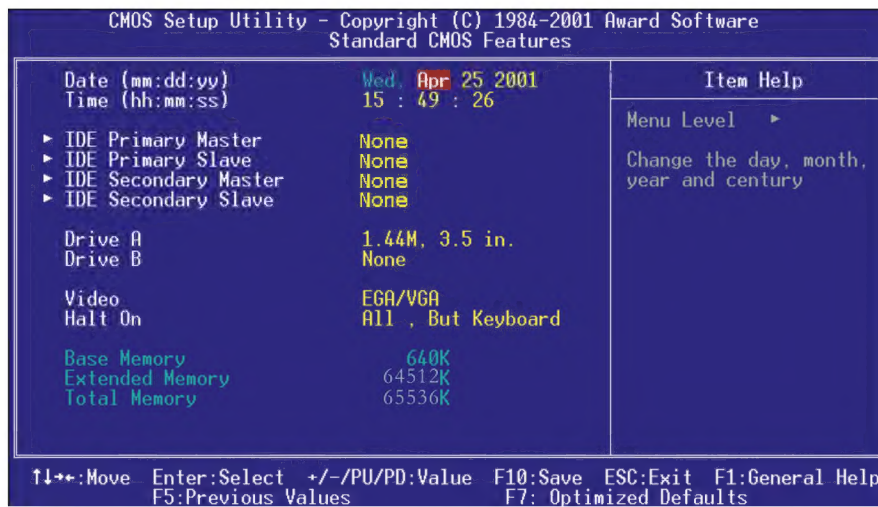 CMOS Setup Utility – Copyright (C) 1984–2001 Award Software
Standard CMOS Features
Date (mm:dd:yy) Wed, Apr 25 2001
Time (hh:mm:ss) 15 : 49 : 26
► IDE Primary Master None
► IDE Primary Slave None
► IDE Secondary Master None
► IDE Secondary Slave None
Drive A 1.44M, 3.5 in.
Drive B None
Video EGA/VGA
Halt On All , But Keyboard
Base Memory 640K
Extended Memory 64512K
Total Memory 65536K
Item Help
Menu Level ►
Change the day, month,
year and century
↑↓→←:Move Enter:Select +/-/PU/PD:Value F10:Save ESC:Exit F1:General Help
F5:Previous Values F7: Optimized Defaults